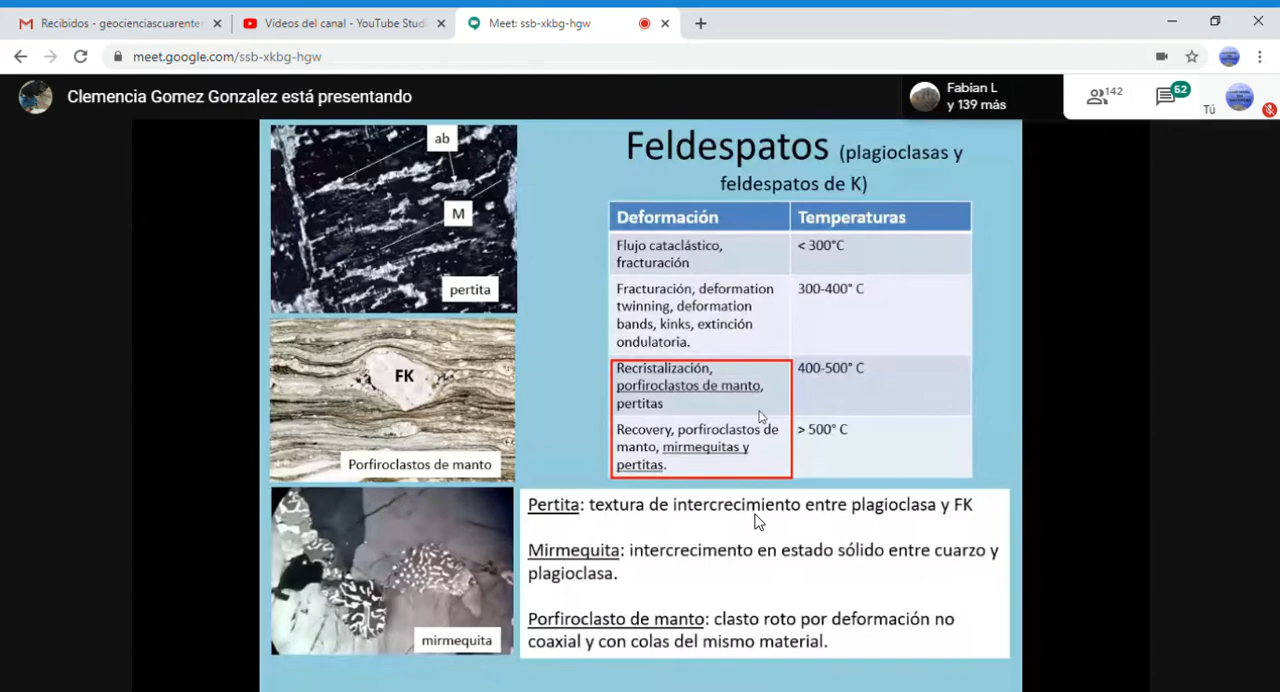 Recibidos - geocienciascuarente
Videos del canal - YouTube Studi
Meet: ssb-xkbg-hgw
meet.google.com/ssb-xkbg-hgw
Clemencia Gomez Gonzalez está presentando
Fabian L
y 139 más
142
62
Tú
Feldespatos (plagioclasas y
feldespatos de K)
ab
M
pertita
FK
Porfiroclastos de manto
mirmequita
Deformación Temperaturas
Flujo cataclástico, < 300°C
fracturación
Fracturación, deformation 300-400° C
twinning, deformation
bands, kinks, extinción
ondulatoria.
Recristalización, 400-500° C
porfiroclastos de manto,
pertitas
Recovery, porfiroclastos de > 500° C
manto, mirmequitas y
pertitas.
Pertita: textura de intercrecimiento entre plagioclasa y FK
Mirmequita: intercrecimento en estado sólido entre cuarzo y
plagioclasa.
Porfiroclasto de manto: clasto roto por deformación no
coaxial y con colas del mismo material.